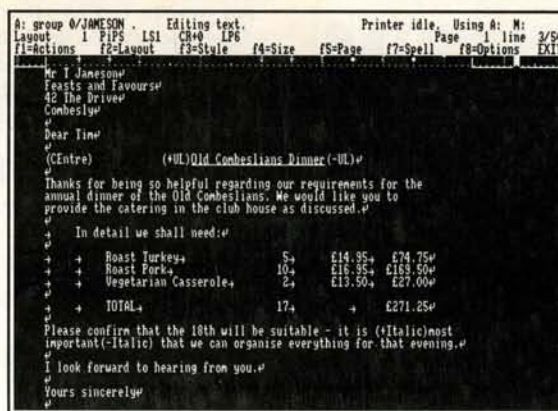 A: group 0/JAMESON . Editing text. Printer idle. Using A: M:
Layout 1 PiPS LS1 CR+0 LP6 Page 1 line 3/54
f1=Actions f2=Layout f3=Style f4=Size f5=Page f7=Spell f8=Options EXIT
Mr T Jameson↵
Feasts and Favours↵
42 The Drive↵
Combesly↵
↵
Dear Tim↵
↵
(CEntre) (+UL)Old Combeslians Dinner(-UL)↵
↵
Thanks for being so helpful regarding our requirements for the
annual dinner of the Old Combeslians. We would like you to
provide the catering in the club house as discussed.↵
↵
→ In detail we shall need:↵
↵
→ → Roast Turkey→ 5→ £14.95→ £74.75↵
→ → Roast Pork→ 10→ £16.95→ £169.50↵
→ → Vegetarian Casserole→ 2→ £13.50→ £27.00↵
↵
→ → TOTAL→ 17→ → £271.25↵
↵
Please confirm that the 18th will be suitable - it is (+Italic)most
important(-Italic) that we can organise everything for that evening.↵
↵
I look forward to hearing from you.↵
↵
Yours sincerely↵
↵